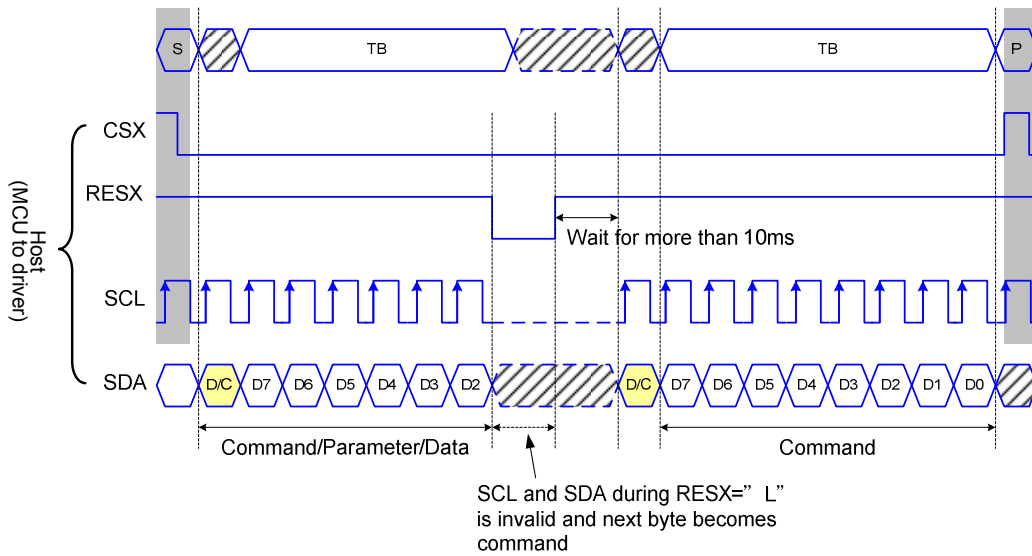 S TB TB P
CSX
RESX
Wait for more than 10ms
Host
(MCU to driver)
SCL
SDA D/C D7 D6 D5 D4 D3 D2 D/C D7 D6 D5 D4 D3 D2 D1 D0
Command/Parameter/Data Command
SCL and SDA during RESX=” L”
is invalid and next byte becomes
command